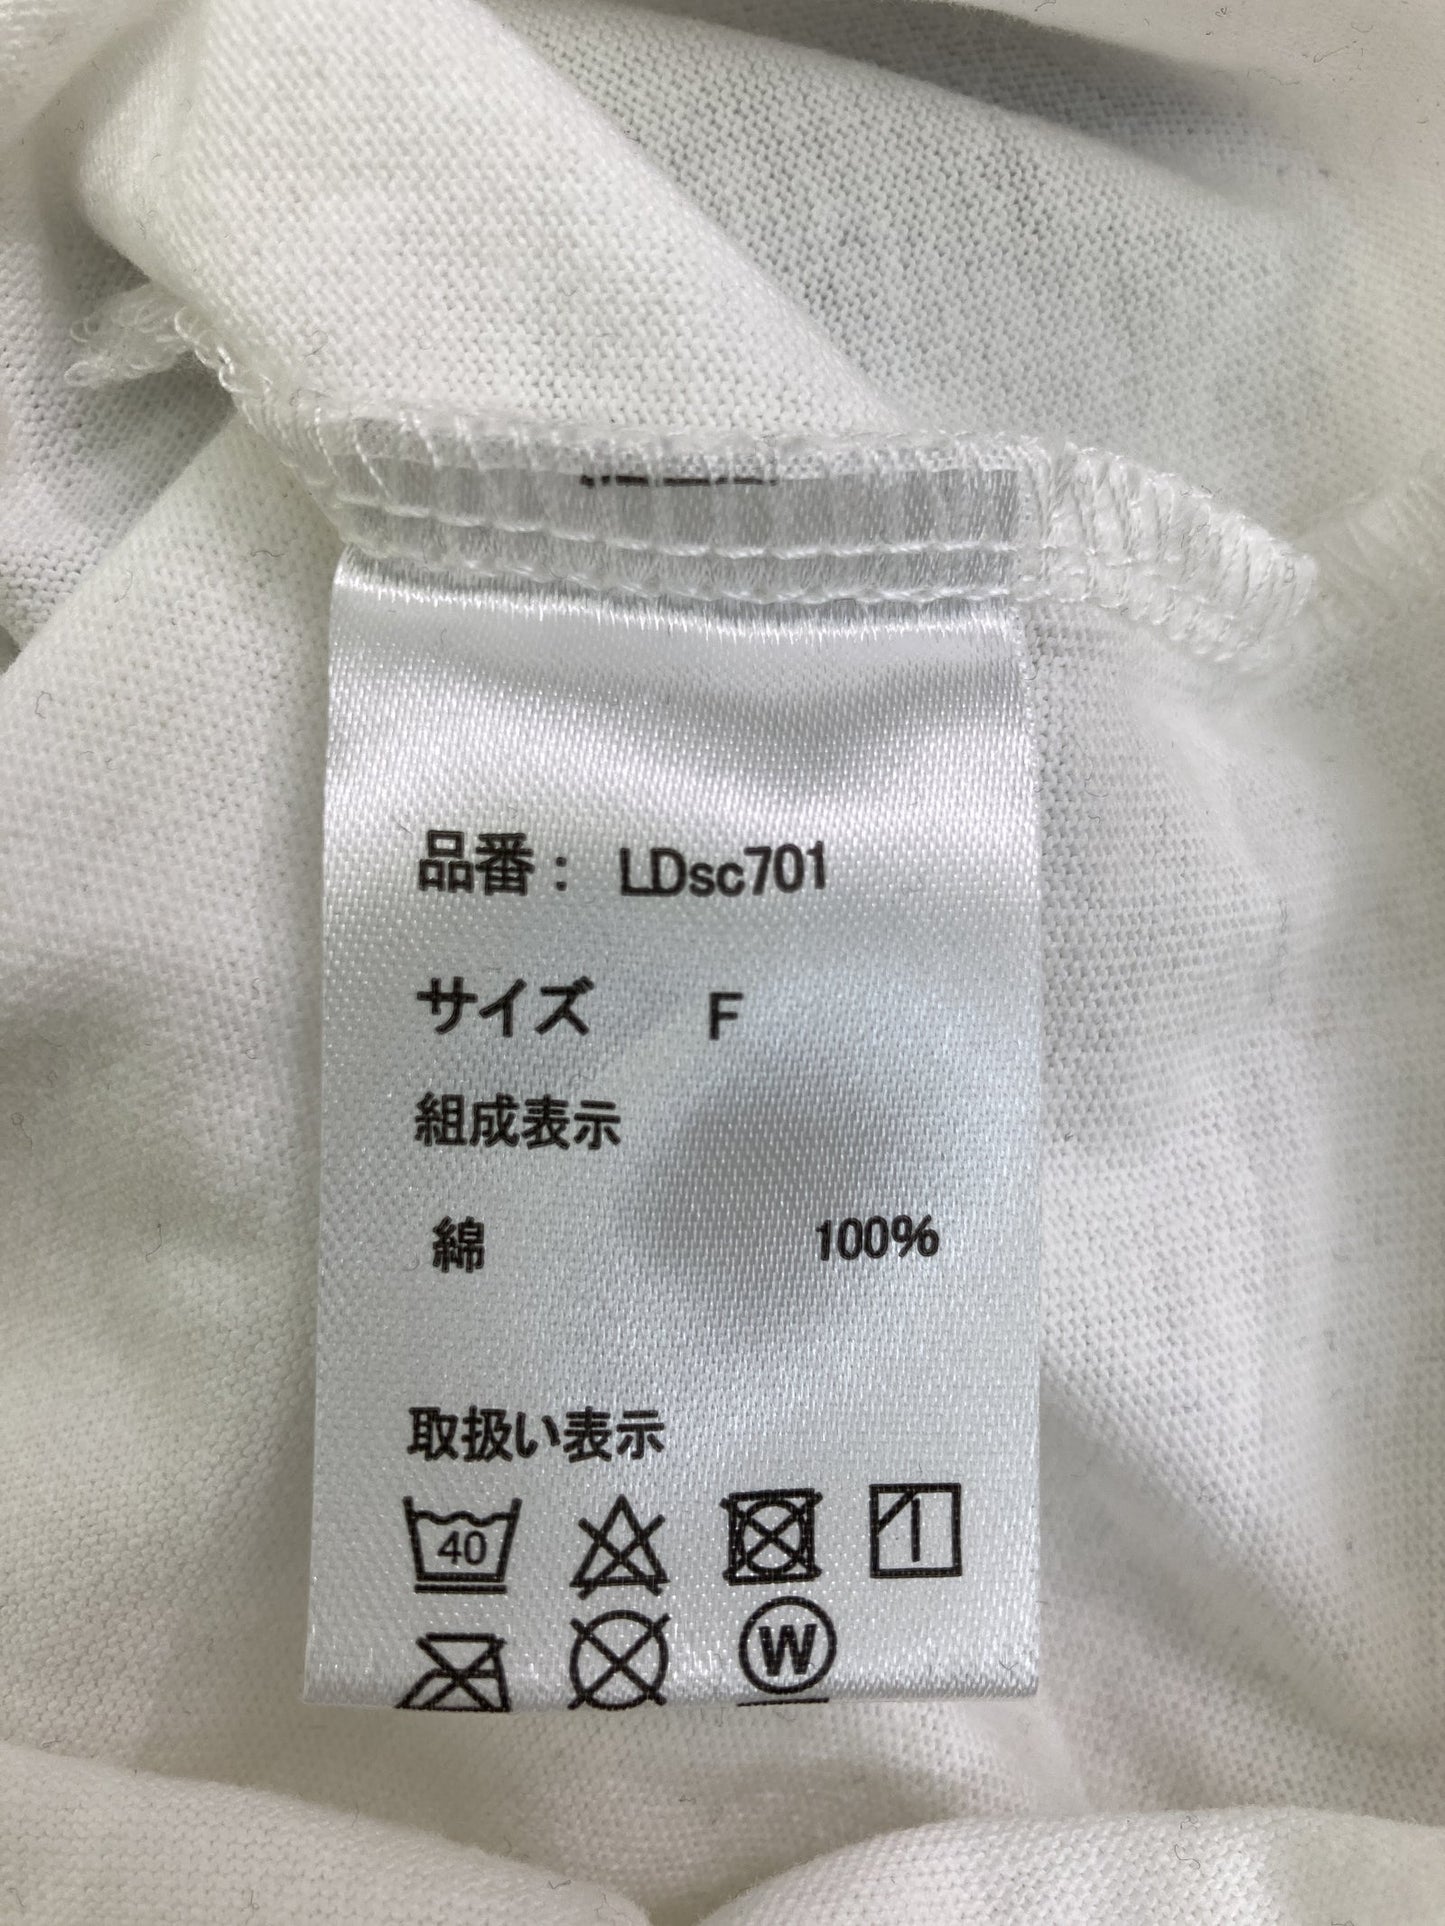 品番： LDsc701
サイズ F
組成表示
綿 100%
取扱い表示
40
W